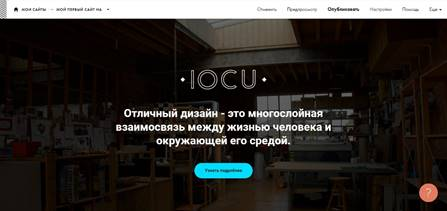 МОИ САЙТЫ → МОЙ ПЕРВЫЙ САЙТ НА
Отменить Предпросмотр Опубликовать Настройки Помощь Еще
IOCU
Отличный дизайн - это многослойная
взаимосвязь между жизнью человека и
окружающей его средой.
Узнать подробнее
?